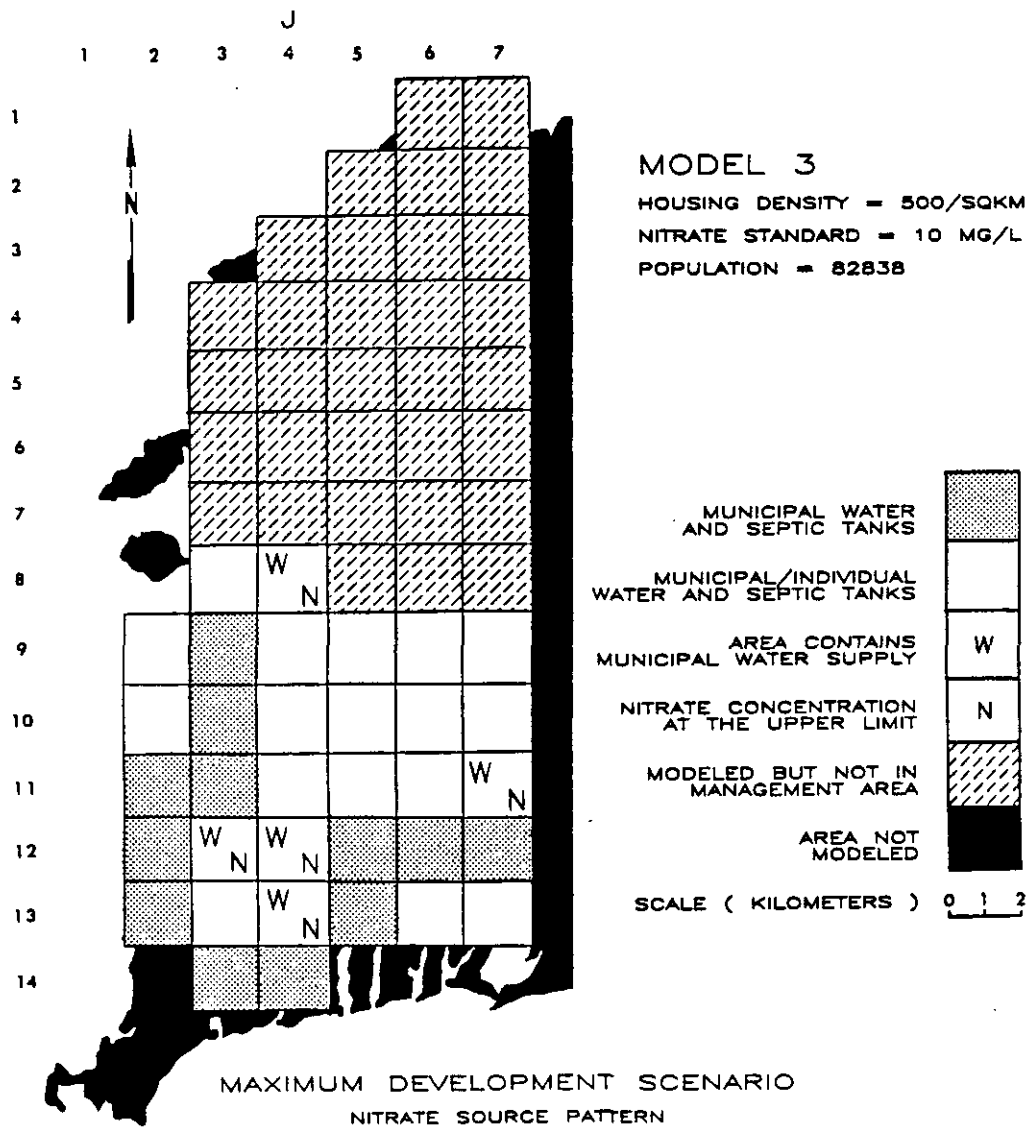 J
1 2 3 4 5 6 7
1
2
3
4
5
6
7
8
9
10
11
12
13
14
N
MODEL 3
HOUSING DENSITY = 500/SQKM
NITRATE STANDARD = 10 MG/L
POPULATION = 82838
W
N
W
N
W
N
W
N
W
N
MUNICIPAL WATER
AND SEPTIC TANKS
MUNICIPAL/INDIVIDUAL
WATER AND SEPTIC TANKS
AREA CONTAINS
MUNICIPAL WATER SUPPLY
W
NITRATE CONCENTRATION
AT THE UPPER LIMIT
N
MODELED BUT NOT IN
MANAGEMENT AREA
AREA NOT
MODELED
SCALE ( KILOMETERS )
0 1 2
MAXIMUM DEVELOPMENT SCENARIO
NITRATE SOURCE PATTERN